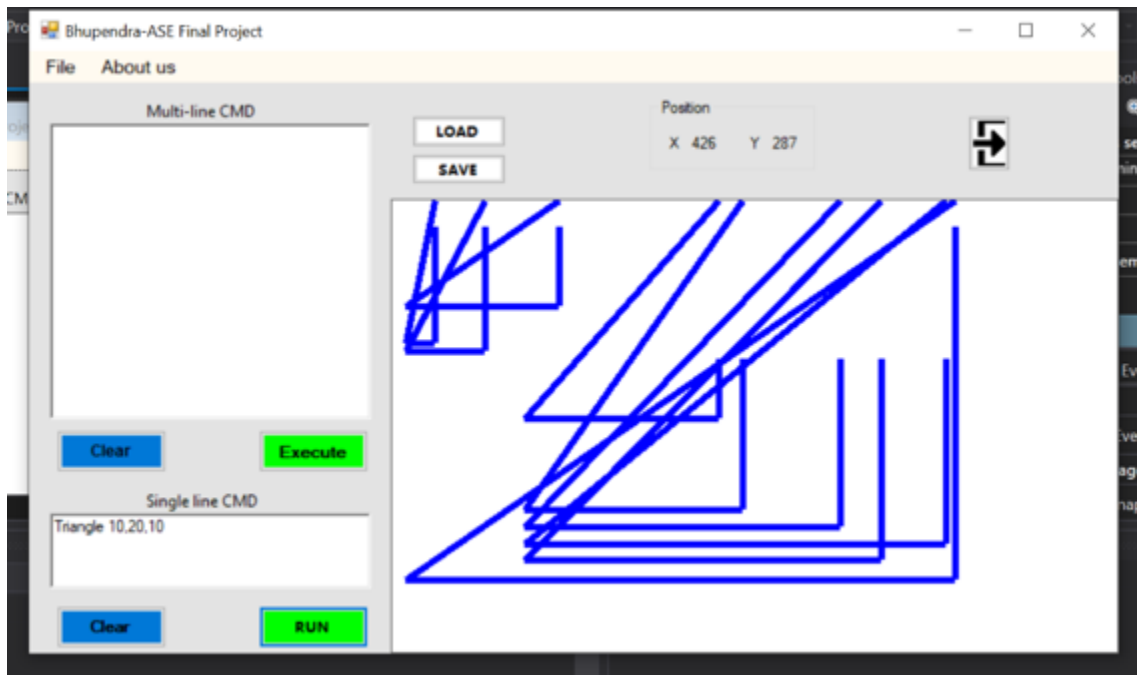 Pro
Bhupendra-ASE Final Project
File About us
Multi-line CMD
LOAD
SAVE
Position
X 426 Y 287
Clear
Execute
Single line CMD
Triangle 10,20,10
Clear
RUN